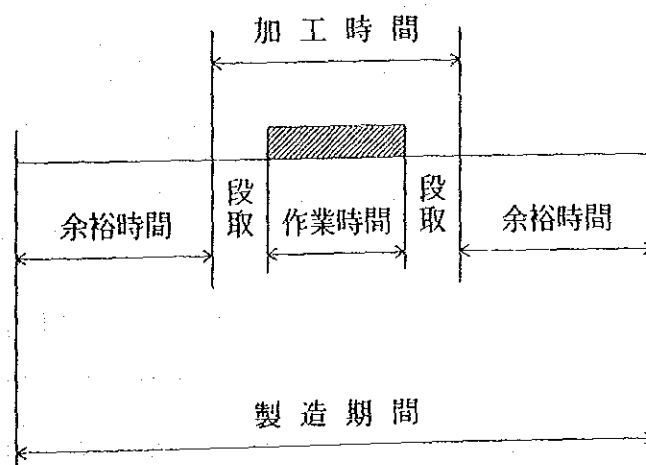 加工時間
余裕時間
段取
作業時間
段取
余裕時間
製造期間